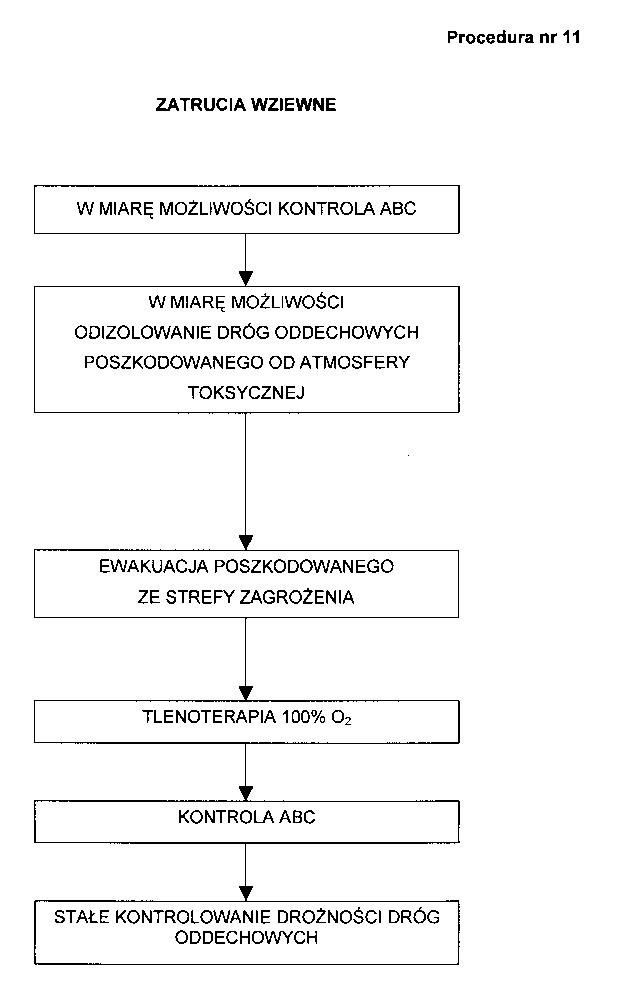 Procedura nr 11
ZATRUCIA WZIEWNE
W MIARĘ MOŻLIWOŚCI KONTROLA ABC
W MIARĘ MOŻLIWOŚCI
ODIZOLOWANIE DRÓG ODDECHOWYCH
POSZKODOWANEGO OD ATMOSFERY
TOKSYCZNEJ
EWAKUACJA POSZKODOWANEGO
ZE STREFY ZAGROŻENIA
TLENOTERAPIA 100% O₂
KONTROLA ABC
STAŁE KONTROLOWANIE DROŻNOŚCI DRÓG
ODDECHOWYCH